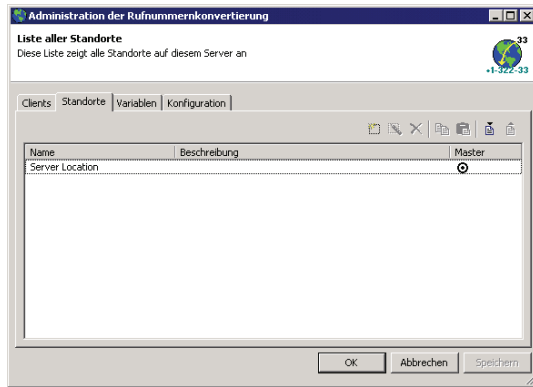 Administration der Rufnummernkonvertierung
Liste aller Standorte
Diese Liste zeigt alle Standorte auf diesem Server an
33
+1-322-33
Clients Standorte Variablen Konfiguration
Name Beschreibung Master
Server Location
OK Abbrechen Speichern